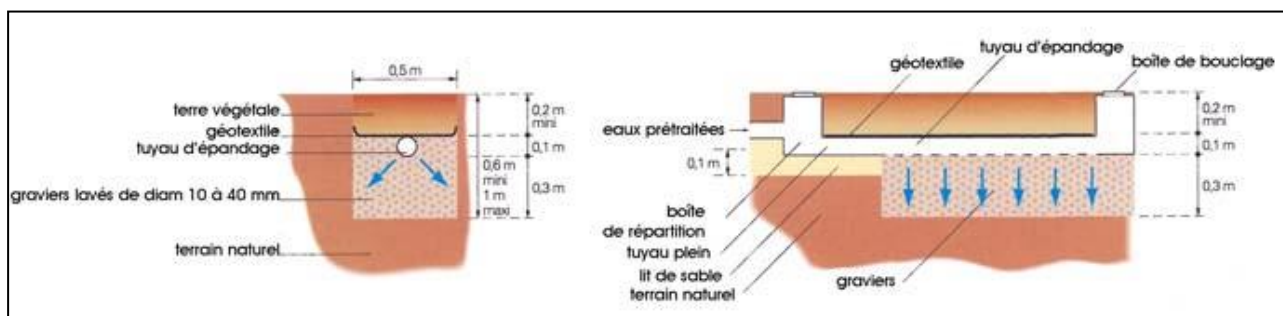 0,5 m
terre végétale
géotextile
tuyau d'épandage
graviers lavés de diam 10 à 40 mm
terrain naturel
0,6 m
mini
1 m
maxi
0,2 m
mini
0,1 m
0,3 m
tuyau d'épandage
géotextile
boîte de bouclage
eaux prétraitées
0,1 m
boîte
de répartition
tuyau plein
lit de sable
terrain naturel
graviers
0,2 m
mini
0,1 m
0,3 m